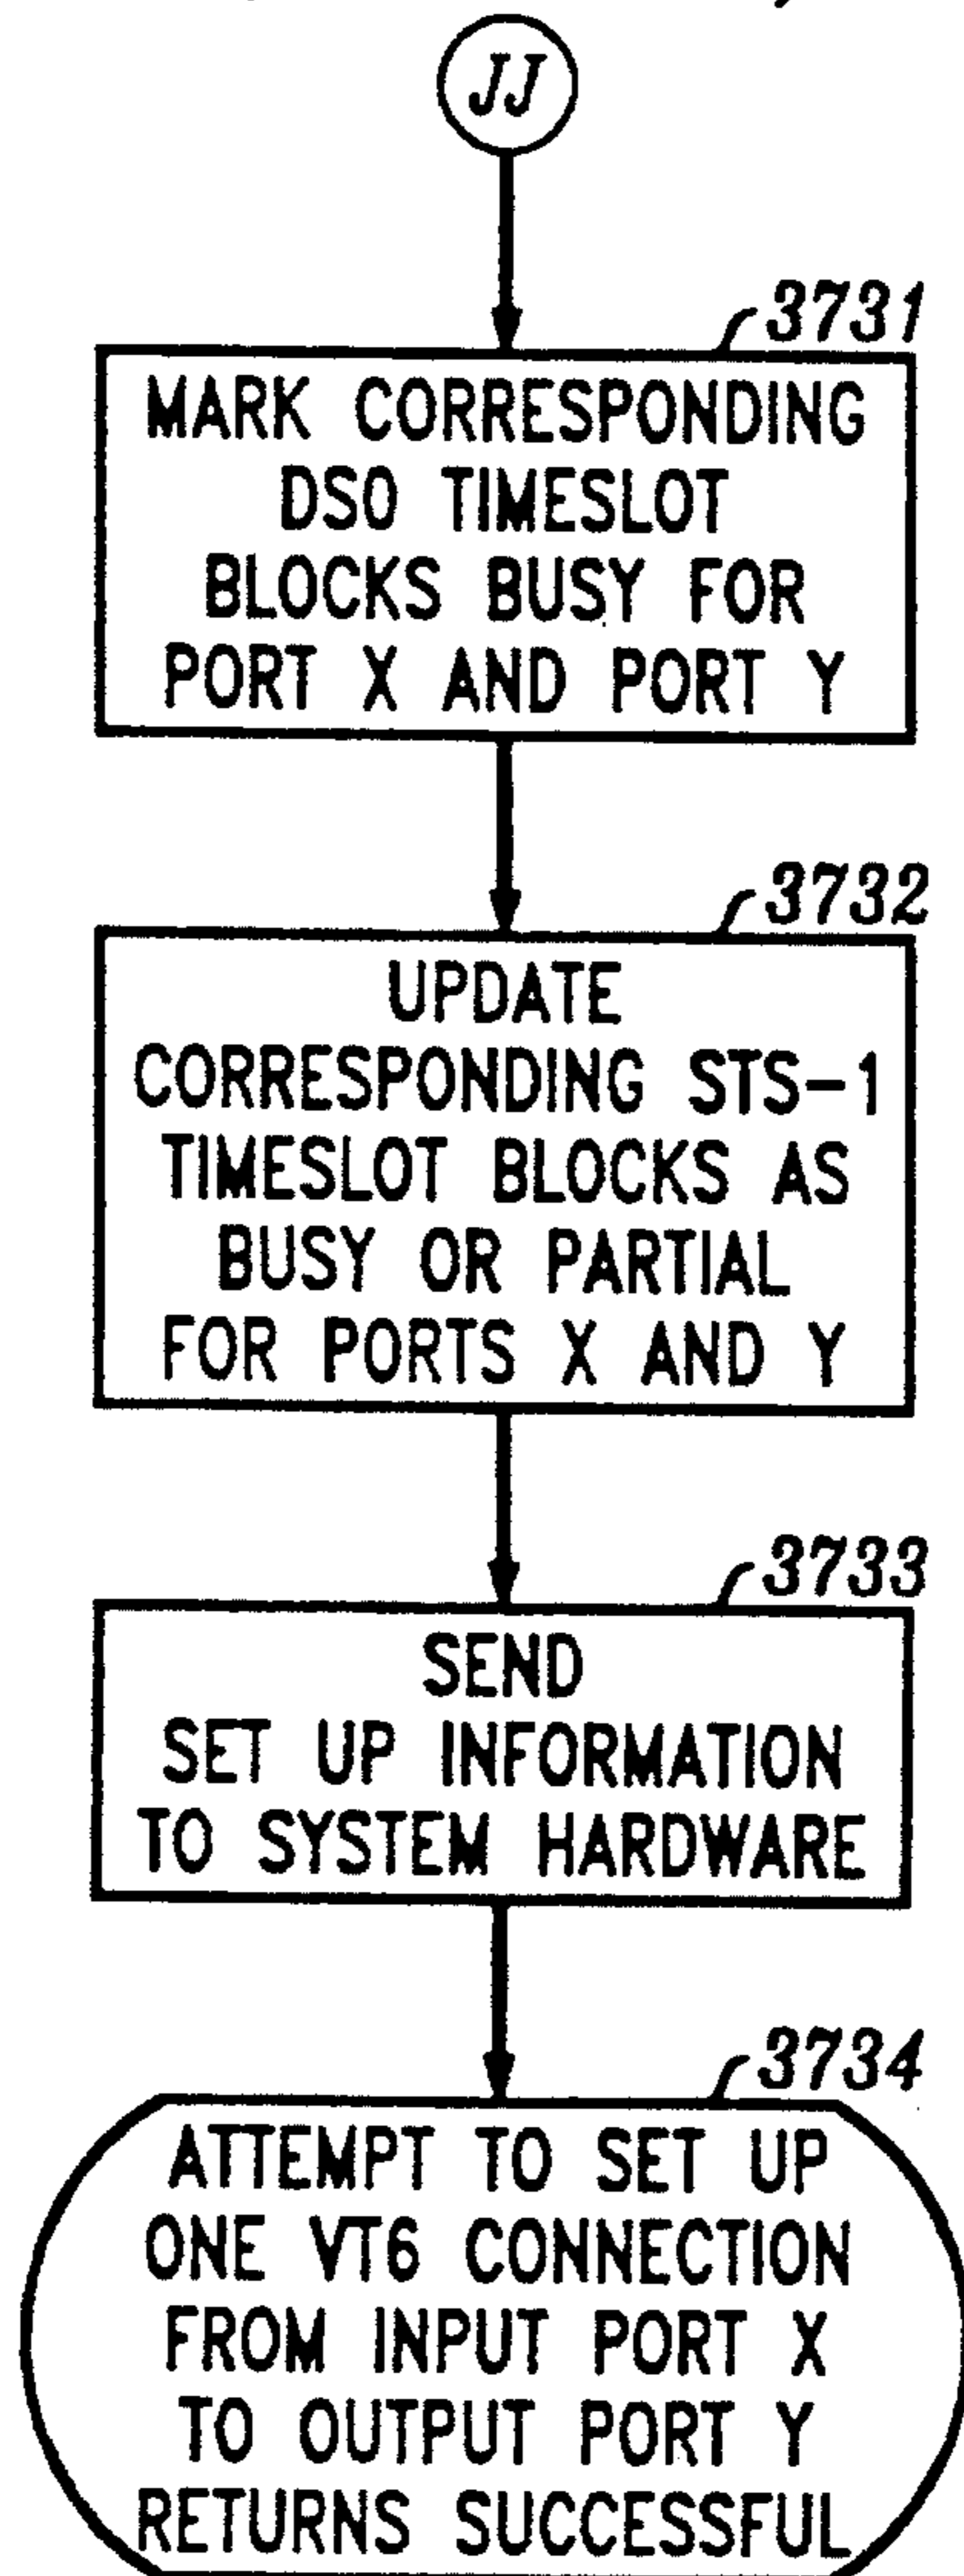 JJ
3731
MARK CORRESPONDING
DS0 TIMESLOT
BLOCKS BUSY FOR
PORT X AND PORT Y
3732
UPDATE
CORRESPONDING STS-1
TIMESLOT BLOCKS AS
BUSY OR PARTIAL
FOR PORTS X AND Y
3733
SEND
SET UP INFORMATION
TO SYSTEM HARDWARE
3734
ATTEMPT TO SET UP
ONE VT6 CONNECTION
FROM INPUT PORT X
TO OUTPUT PORT Y
RETURNS SUCCESSFUL